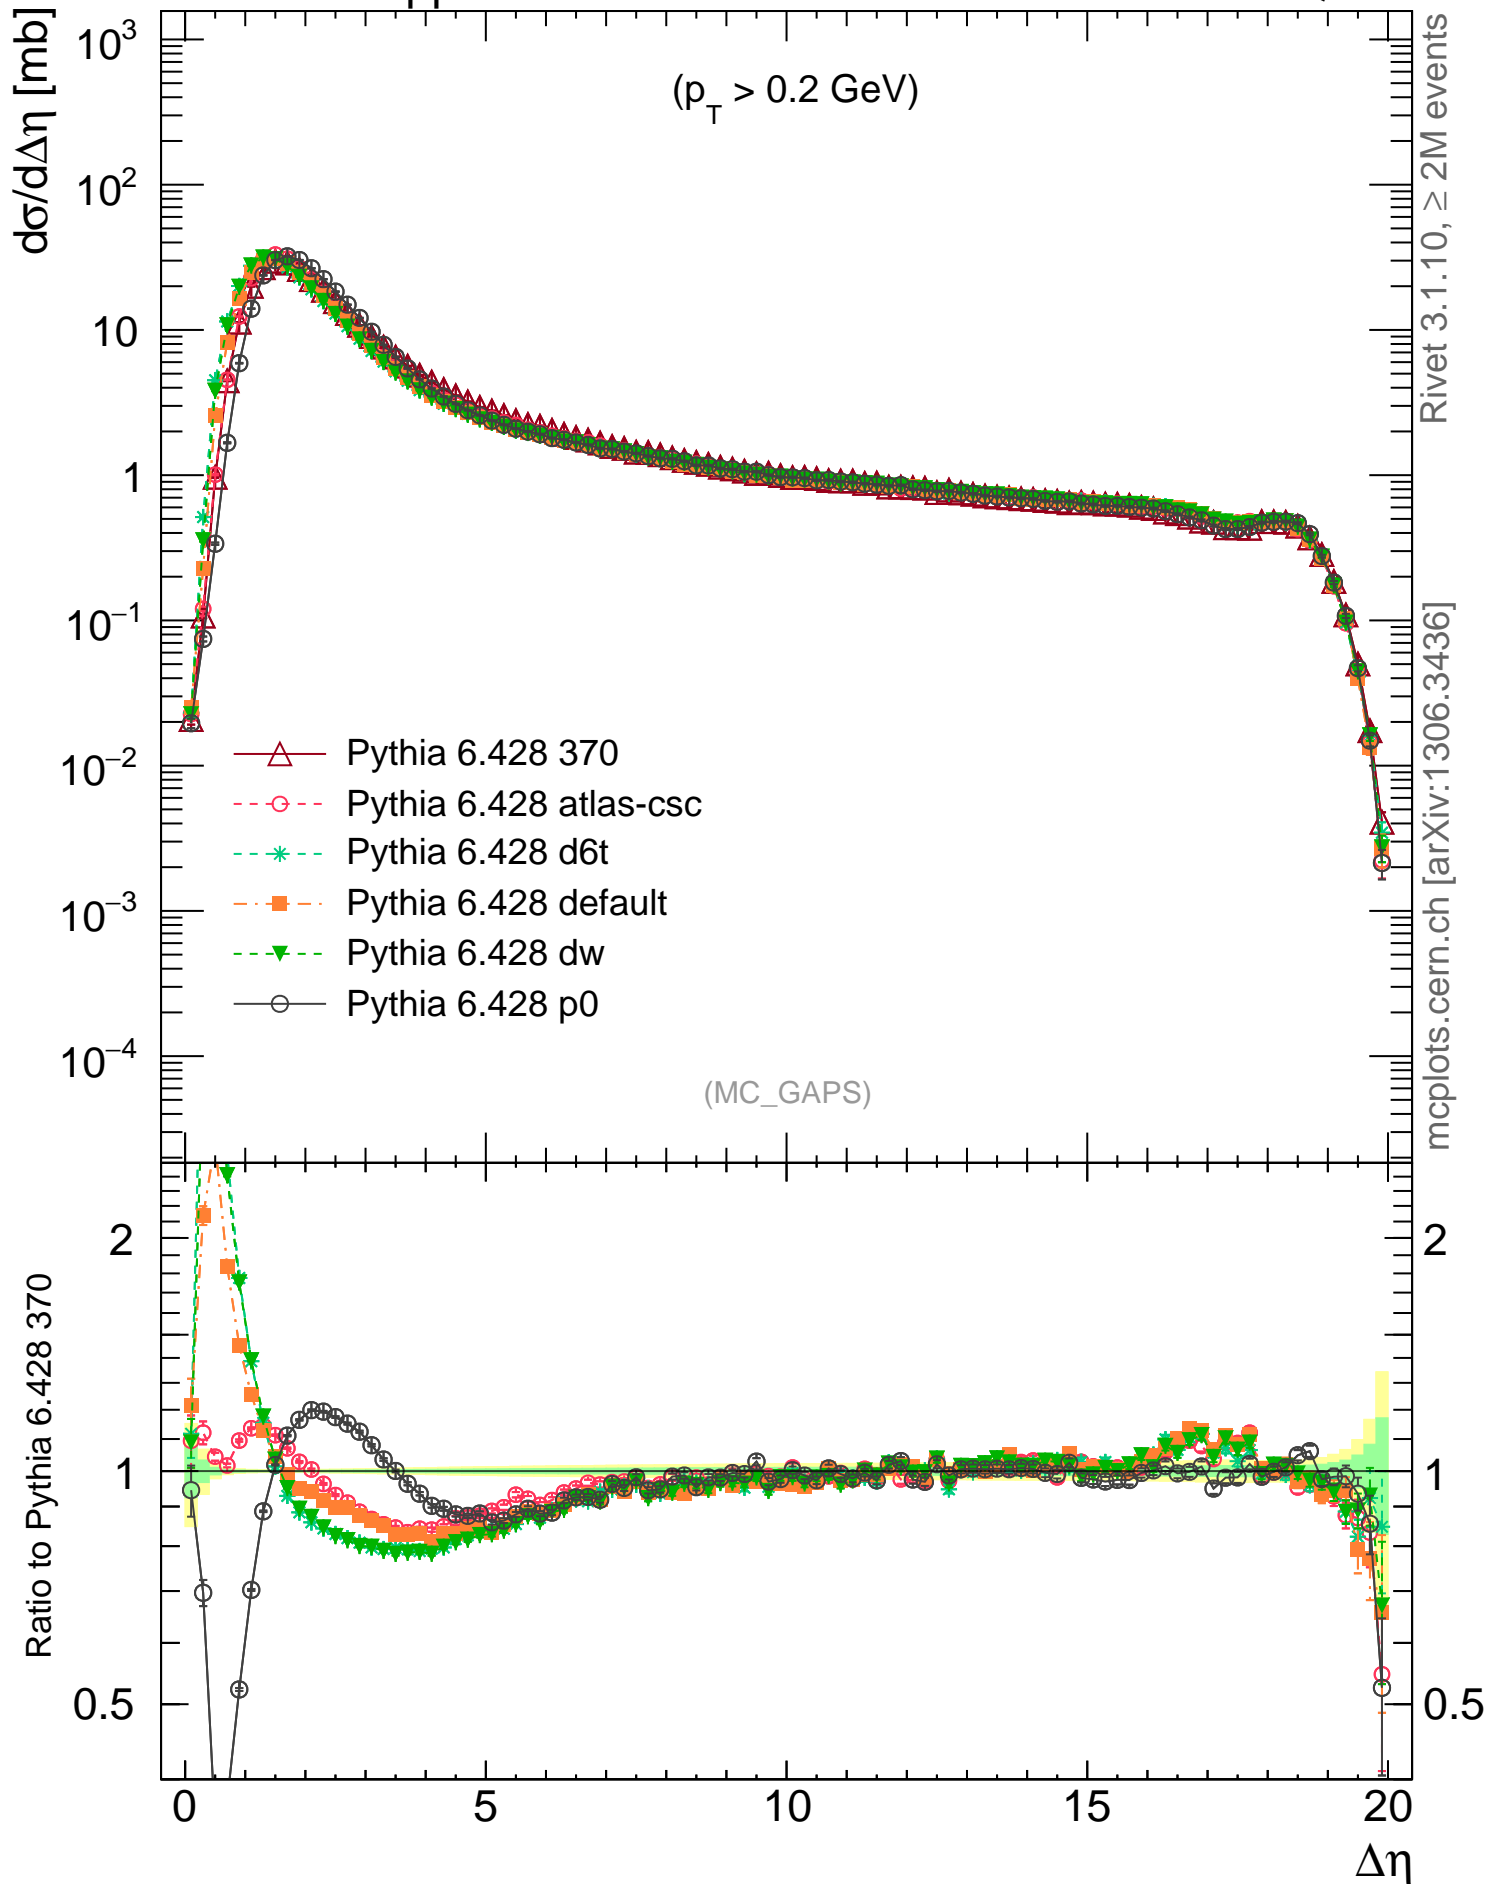 dσ/dΔη [mb]
(p_T > 0.2 GeV)
10³
10²
10
1
10⁻¹
10⁻²
10⁻³
10⁻⁴
Pythia 6.428 370
Pythia 6.428 atlas-csc
Pythia 6.428 d6t
Pythia 6.428 default
Pythia 6.428 dw
Pythia 6.428 p0
(MC_GAPS)
Rivet 3.1.10, ≥ 2M events
mcplots.cern.ch [arXiv:1306.3436]
Ratio to Pythia 6.428 370
2
1
0.5
2
1
0.5
0 5 10 15 20
Δη